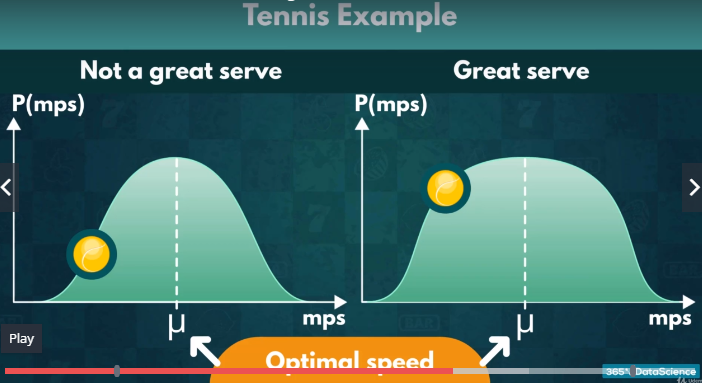 Tennis Example
Not a great serve
Great serve
P(mps)
P(mps)
Play
μ
mps
μ
mps
Optimal speed
365 DataScience